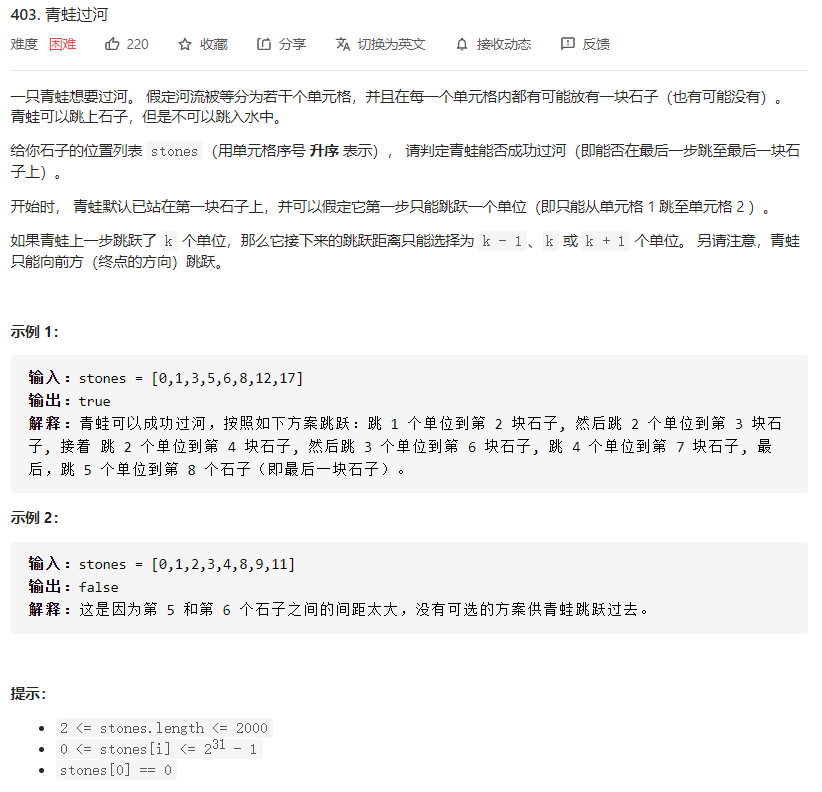 403. 青蛙过河
难度 困难 220 收藏 分享 切换为英文 接收动态 反馈
一只青蛙想要过河。 假定河流被等分为若干个单元格，并且在每一个单元格内都有可能放有一块石子（也有可能没有）。
青蛙可以跳上石子，但是不可以跳入水中。
给你石子的位置列表 stones （用单元格序号 升序 表示）， 请判定青蛙能否成功过河（即能否在最后一步跳至最后一块石
子上）。
开始时， 青蛙默认已站在第一块石子上，并可以假定它第一步只能跳跃一个单位（即只能从单元格 1 跳至单元格 2 ）。
如果青蛙上一步跳跃了 k 个单位，那么它接下来的跳跃距离只能选择为 k - 1 、 k 或 k + 1 个单位。 另请注意，青蛙
只能向前方（终点的方向）跳跃。
示例 1：
输入：stones = [0,1,3,5,6,8,12,17]
输出：true
解释：青蛙可以成功过河，按照如下方案跳跃：跳 1 个单位到第 2 块石子, 然后跳 2 个单位到第 3 块石
子, 接着 跳 2 个单位到第 4 块石子, 然后跳 3 个单位到第 6 块石子, 跳 4 个单位到第 7 块石子, 最
后，跳 5 个单位到第 8 个石子（即最后一块石子）。
示例 2：
输入：stones = [0,1,2,3,4,8,9,11]
输出：false
解释：这是因为第 5 和第 6 个石子之间的间距太大，没有可选的方案供青蛙跳跃过去。
提示：
2 <= stones.length <= 2000
0 <= stones[i] <= 2³¹ - 1
stones[0] == 0